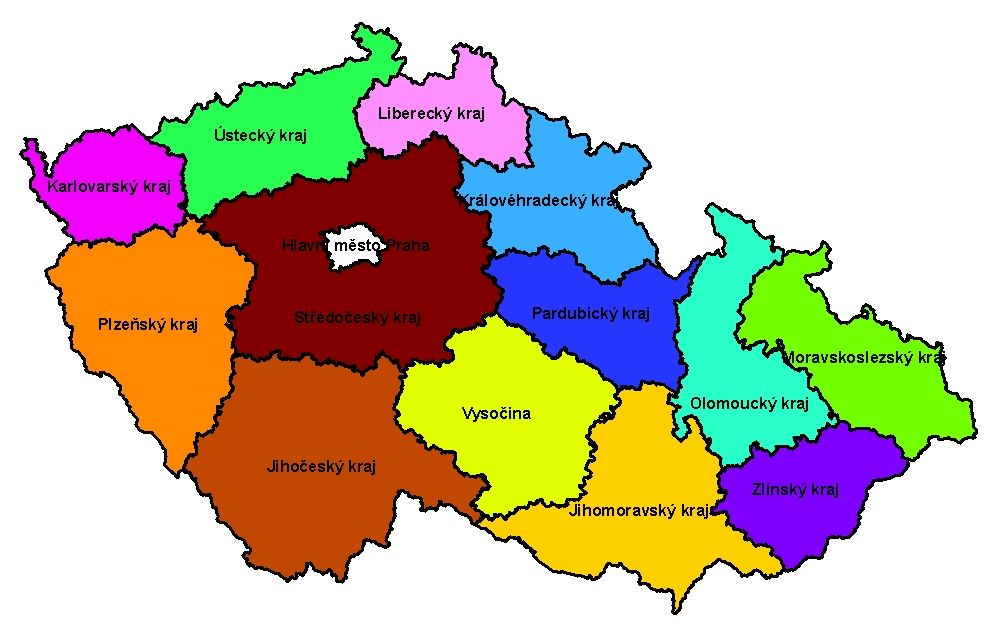 Liberecký kraj
Ústecký kraj
Karlovarský kraj
Královéhradecký kraj
Hlavní město Praha
Pardubický kraj
Středočeský kraj
Plzeňský kraj
Moravskoslezský kraj
Olomoucký kraj
Vysočina
Jihočeský kraj
Zlínský kraj
Jihomoravský kraj